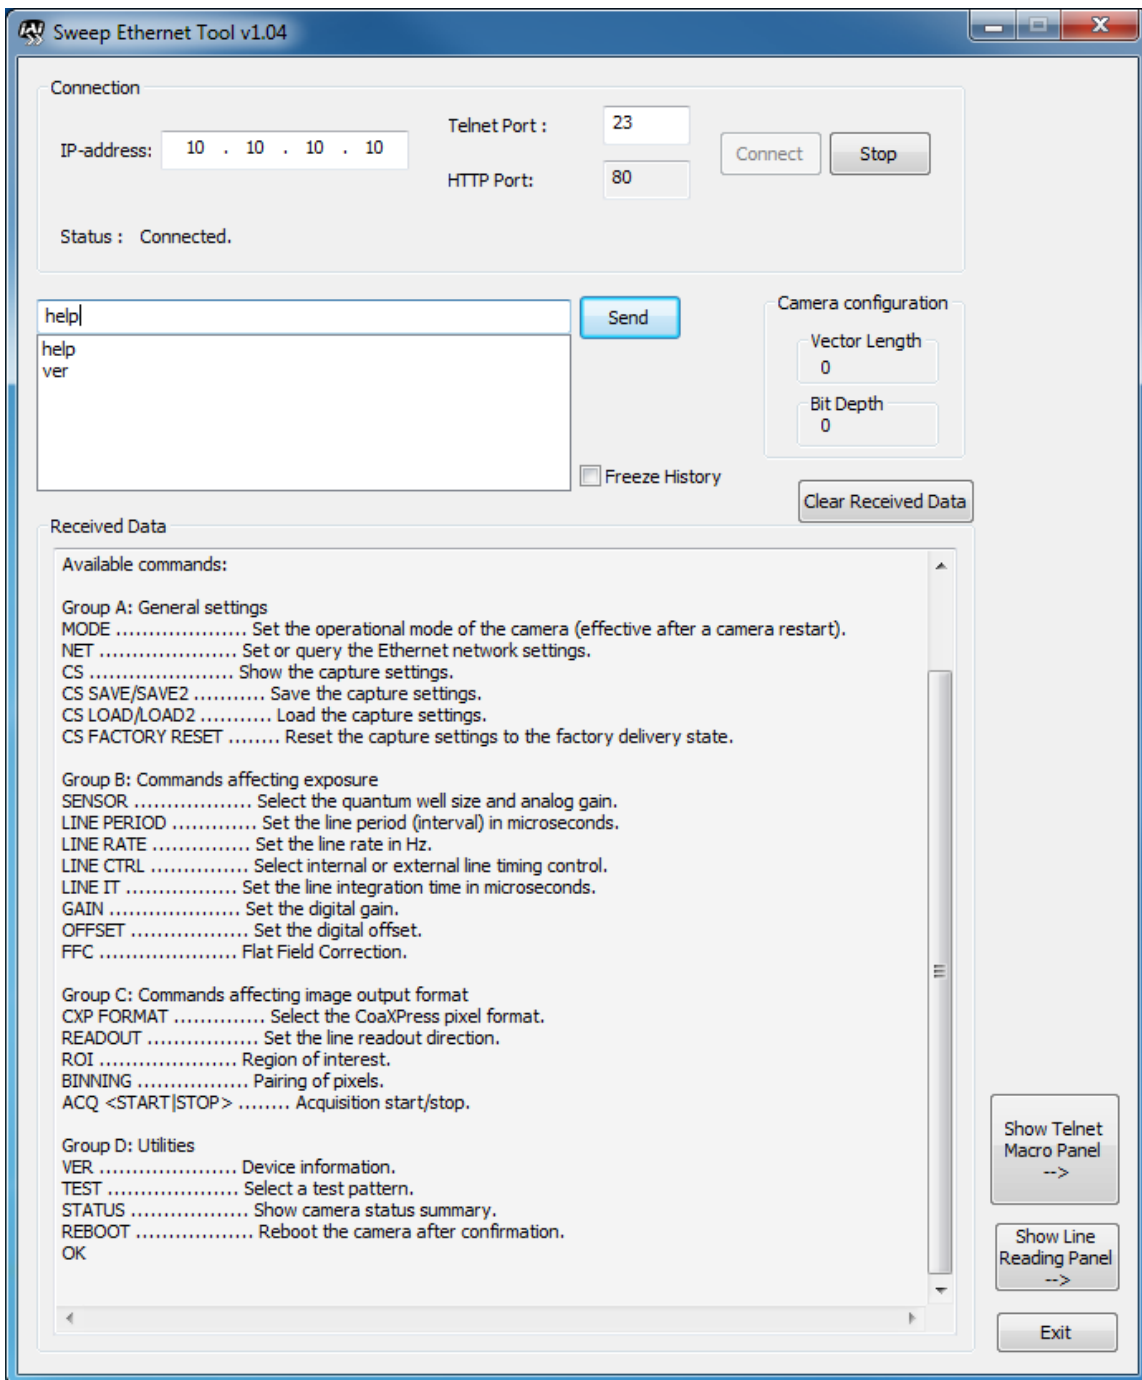 Sweep Ethernet Tool v1.04
Connection
IP-address: 10 . 10 . 10 . 10
Telnet Port : 23
HTTP Port: 80
Connect
Stop
Status : Connected.
help
Send
help
ver
Freeze History
Camera configuration
Vector Length
0
Bit Depth
0
Clear Received Data
Received Data
Available commands:
Group A: General settings
MODE .................... Set the operational mode of the camera (effective after a camera restart).
NET ..................... Set or query the Ethernet network settings.
CS ...................... Show the capture settings.
CS SAVE/SAVE2 ........... Save the capture settings.
CS LOAD/LOAD2 ........... Load the capture settings.
CS FACTORY RESET ........ Reset the capture settings to the factory delivery state.
Group B: Commands affecting exposure
SENSOR .................. Select the quantum well size and analog gain.
LINE PERIOD ............. Set the line period (interval) in microseconds.
LINE RATE ............... Set the line rate in Hz.
LINE CTRL ............... Select internal or external line timing control.
LINE IT ................. Set the line integration time in microseconds.
GAIN .................... Set the digital gain.
OFFSET .................. Set the digital offset.
FFC ..................... Flat Field Correction.
Group C: Commands affecting image output format
CXP FORMAT .............. Select the CoaXPress pixel format.
READOUT ................. Set the line readout direction.
ROI ..................... Region of interest.
BINNING ................. Pairing of pixels.
ACQ <START|STOP> ........ Acquisition start/stop.
Group D: Utilities
VER ..................... Device information.
TEST .................... Select a test pattern.
STATUS .................. Show camera status summary.
REBOOT .................. Reboot the camera after confirmation.
OK
Show Telnet
Macro Panel
-->
Show Line
Reading Panel
-->
Exit